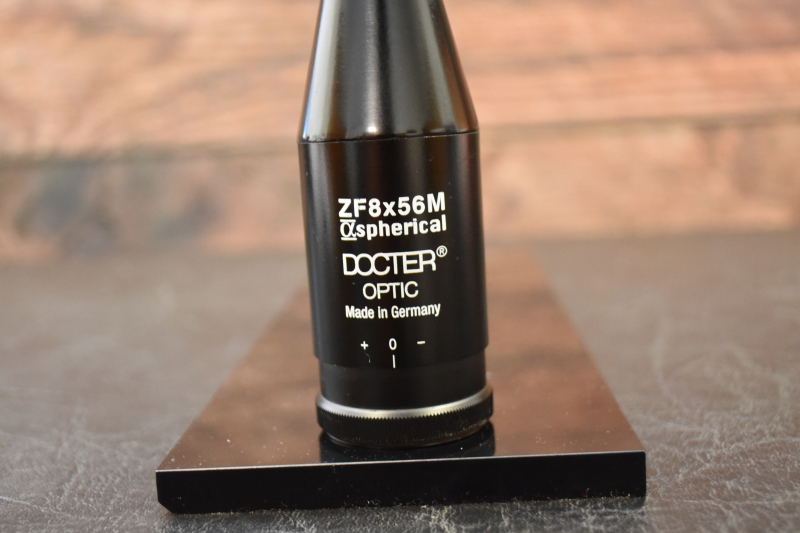 ZF8x56M
αspherical
DOCTER®
OPTIC
Made in Germany
+ 0 −